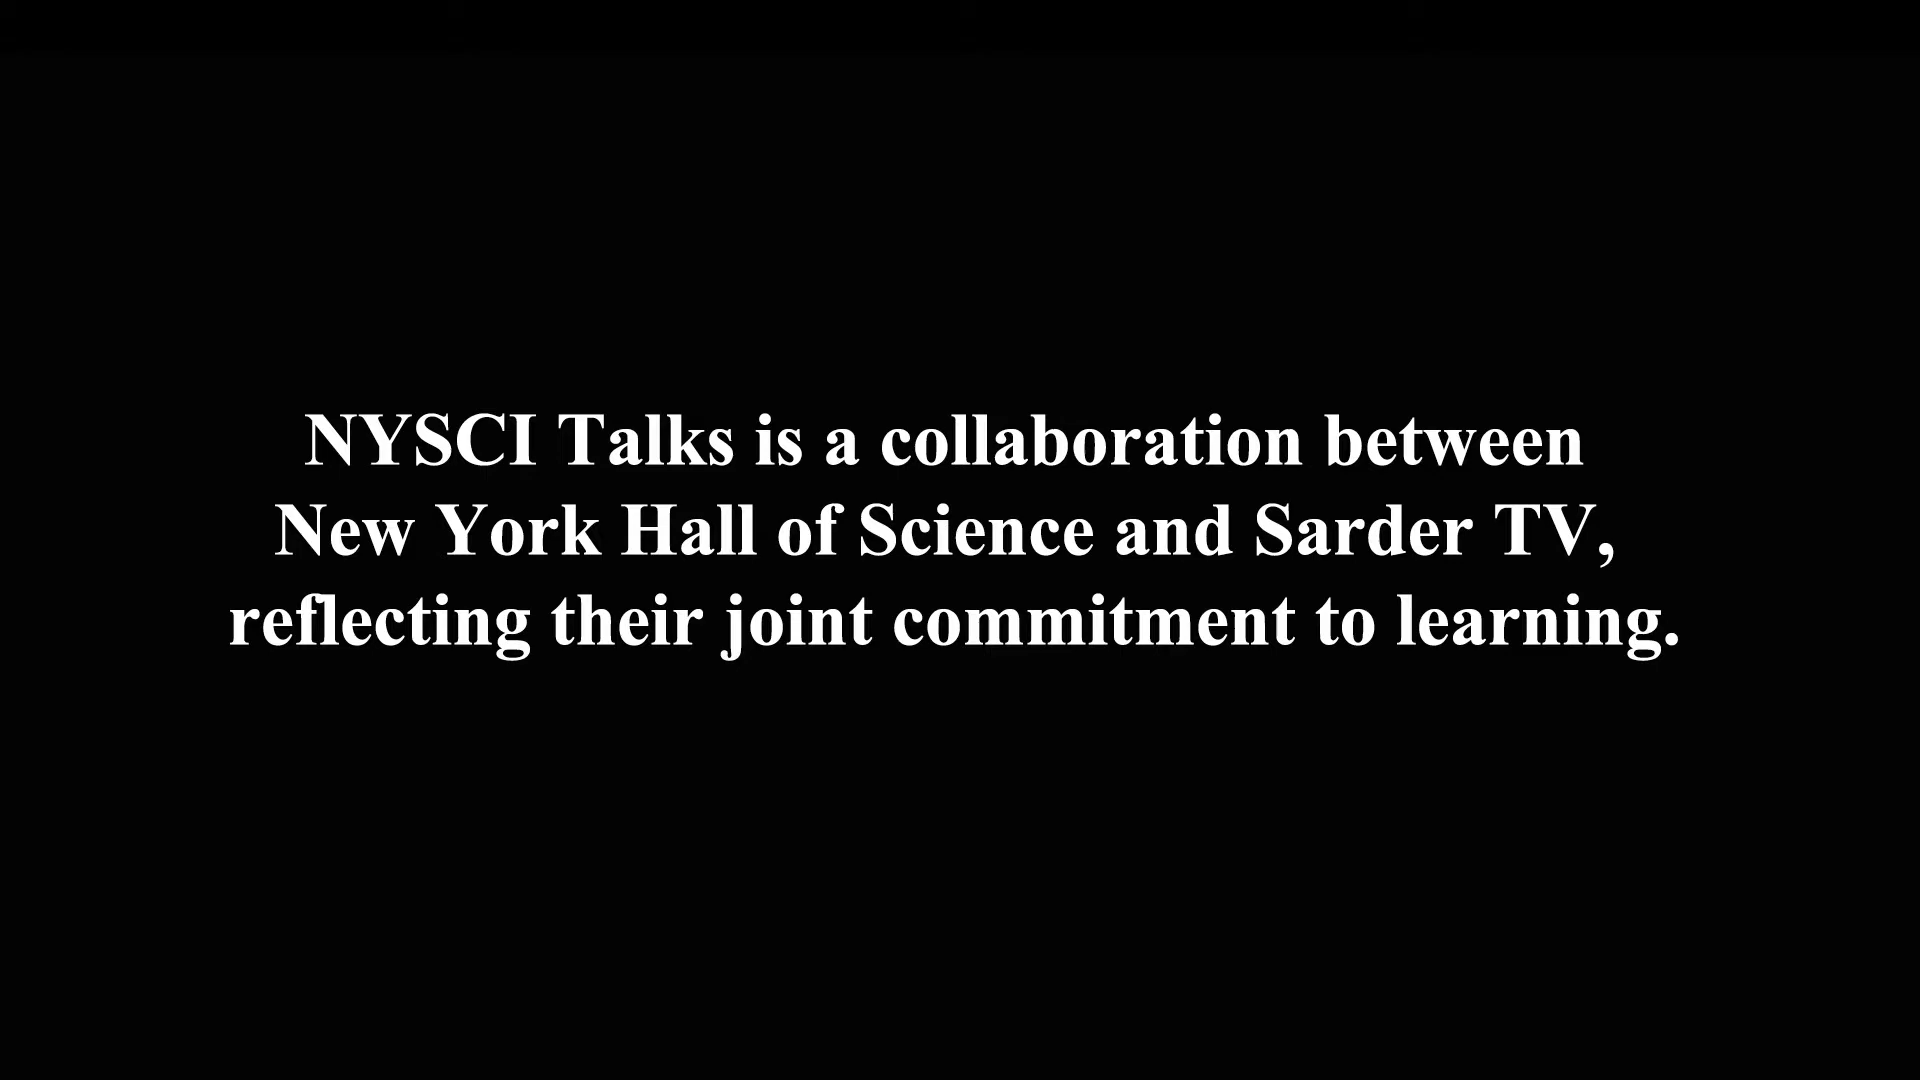 NYSCI Talks is a collaboration between
New York Hall of Science and Sarder TV,
reflecting their joint commitment to learning.